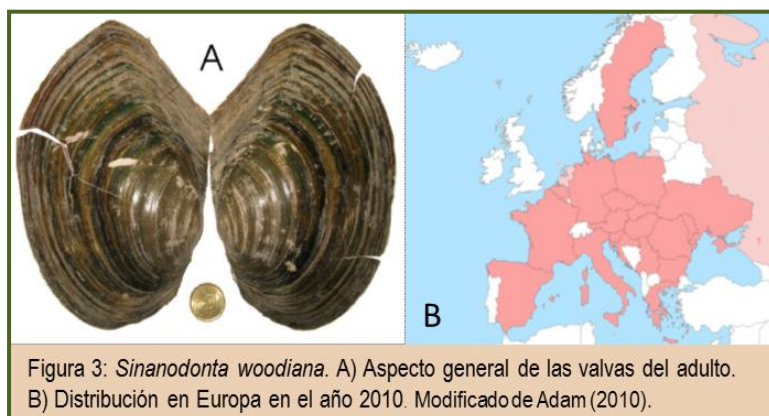 A
B
Figura 3: Sinanodonta woodiana. A) Aspecto general de las valvas del adulto.
B) Distribución en Europa en el año 2010. Modificado de Adam (2010).